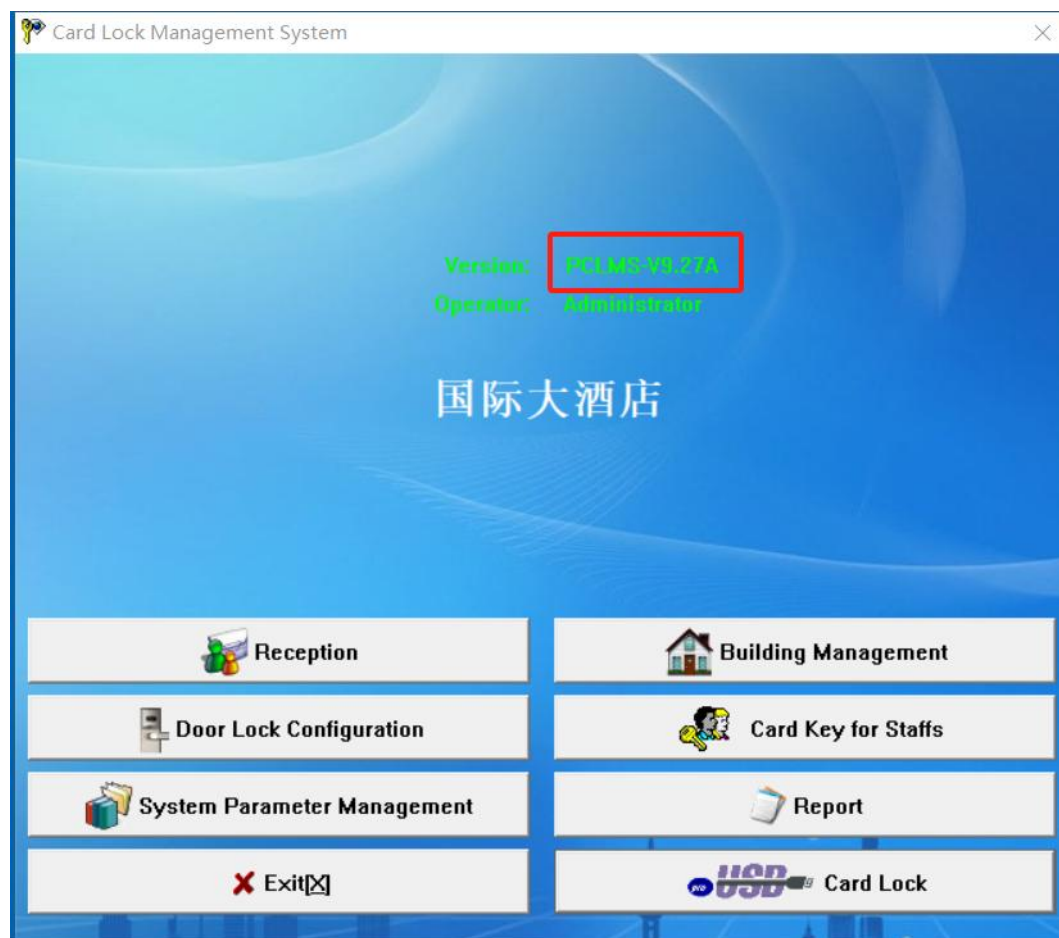 Card Lock Management System
Version: PCLMS-V9.27A
Operator: Administrator
国际大酒店
Reception
Building Management
Door Lock Configuration
Card Key for Staffs
System Parameter Management
Report
Exit[X]
pro USB Card Lock